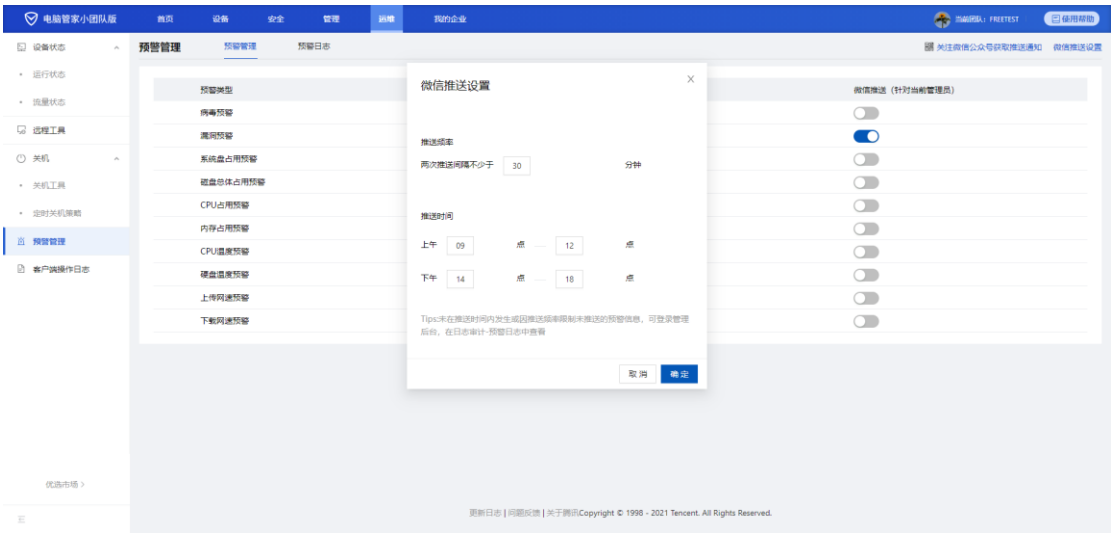 电脑管家小团队版 首页 设备 安全 管理 运维 我的企业 当前团队：FREETEST 使用帮助
设备状态
运行状态
流量状态
远程工具
关机
关机工具
定时关机策略
预警管理
客户端操作日志
优选市场 >
预警管理 预警管理 预警日志 关注微信公众号获取推送通知 微信推送设置
预警类型 微信推送（针对当前管理员）
病毒预警
漏洞预警
系统盘占用预警
磁盘总体占用预警
CPU占用预警
内存占用预警
CPU温度预警
硬盘温度预警
上传网速预警
下载网速预警
微信推送设置
推送频率
两次推送间隔不少于 30 分钟
推送时间
上午 09 点 — 12 点
下午 14 点 — 18 点
Tips:未在推送时间内发生或因推送频率限制未推送的预警信息，可登录管理
后台，在日志审计-预警日志中查看
取消 确定
更新日志 | 问题反馈 | 关于腾讯Copyright © 1998 - 2021 Tencent. All Rights Reserved.